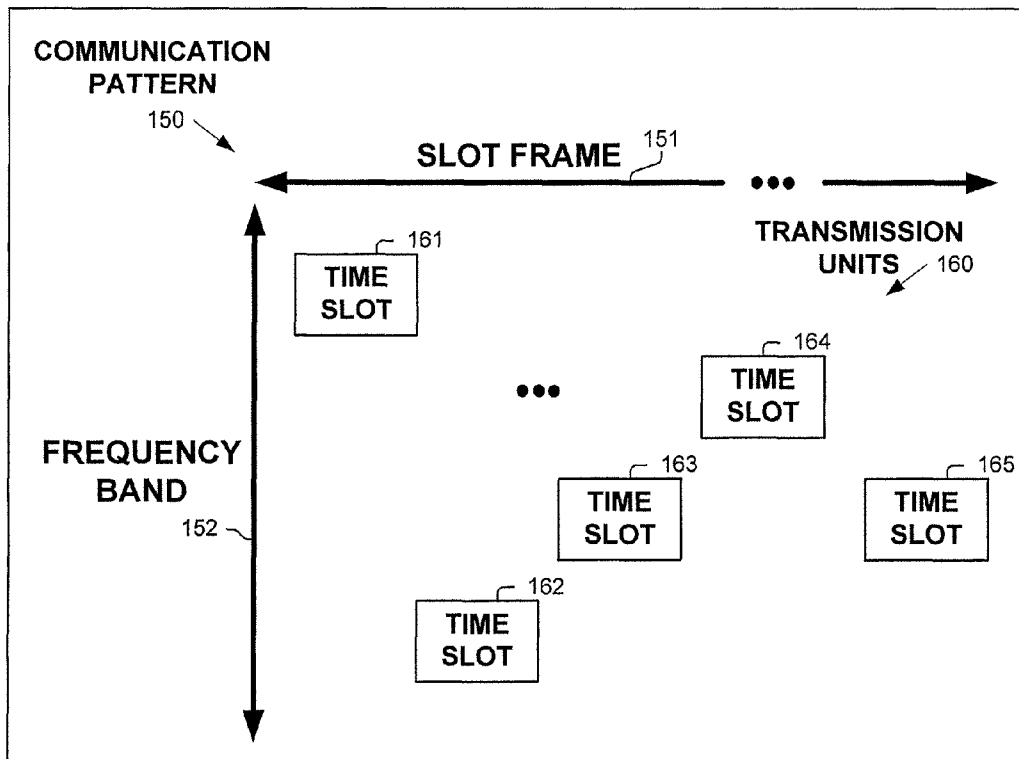 COMMUNICATION
PATTERN
150
SLOT FRAME
151
•••
TRANSMISSION
UNITS
160
161
TIME
SLOT
164
TIME
SLOT
•••
FREQUENCY
BAND
152
163
TIME
SLOT
165
TIME
SLOT
162
TIME
SLOT